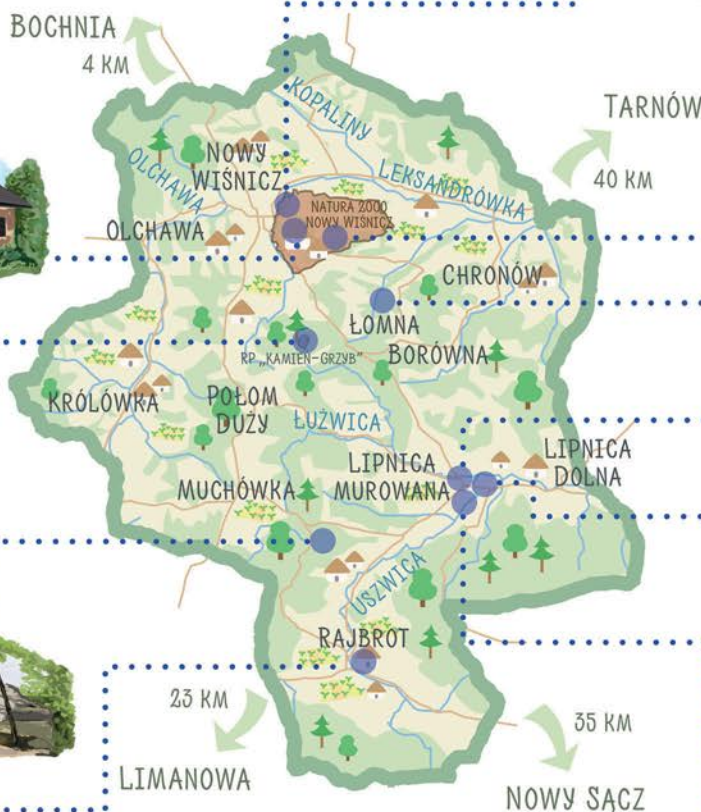 BOCHNIA
4 KM
TARNÓW
40 KM
KOPALINY
OLCHAWA
NOWY
WIŚNICZ
LEKSANDRÓWKA
NATURA 2000
NOWY WIŚNICZ
OLCHAWA
CHRONÓW
ŁOMNA
RP „KAMIEŃ-GRZYB"
BORÓWNA
KRÓLÓWKA
POŁOM
DUŻY
ŁUŻWICA
LIPNICA
MUROWANA
LIPNICA
DOLNA
MUCHÓWKA
USZWICA
RAJBROT
23 KM
LIMANOWA
35 KM
NOWY SĄCZ